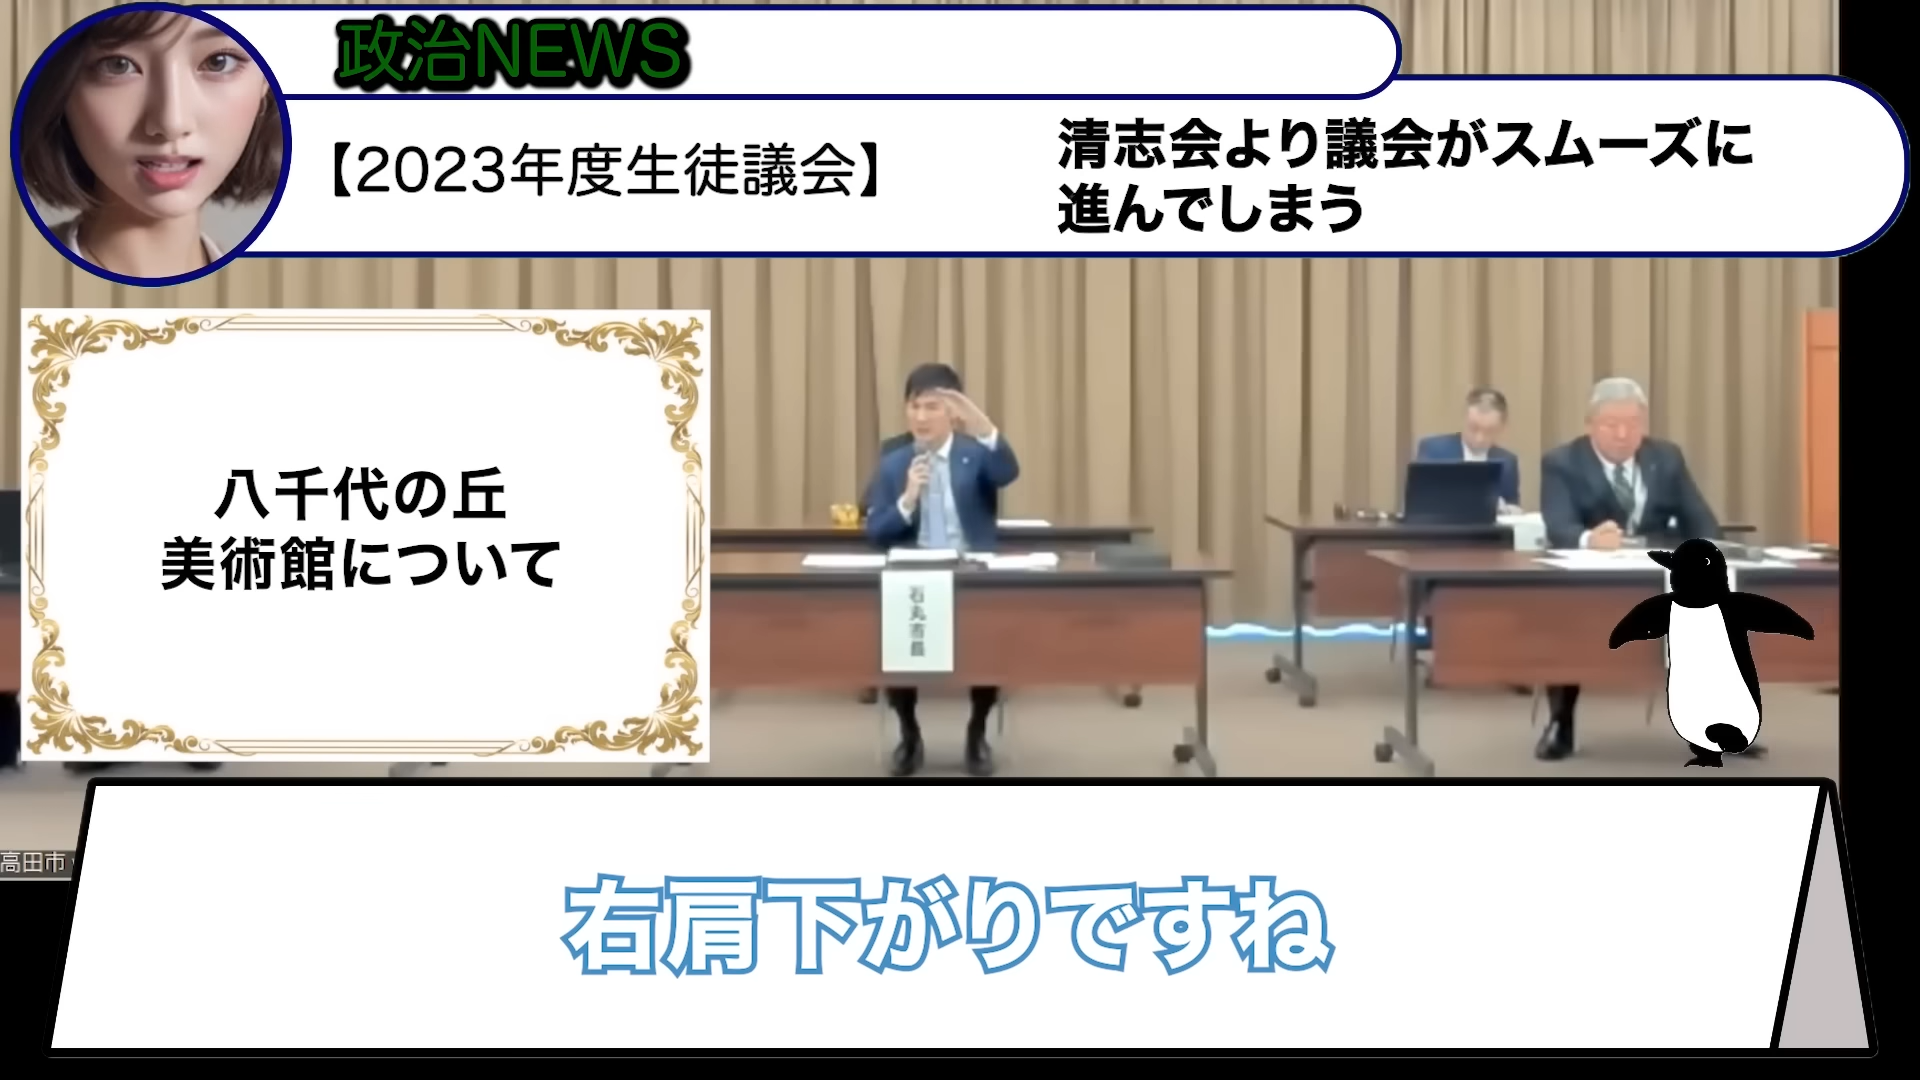 政治NEWS
【2023年度生徒議会】
清志会より議会がスムーズに
進んでしまう
八千代の丘
美術館について
石丸市長
高田市
右肩下がりですね